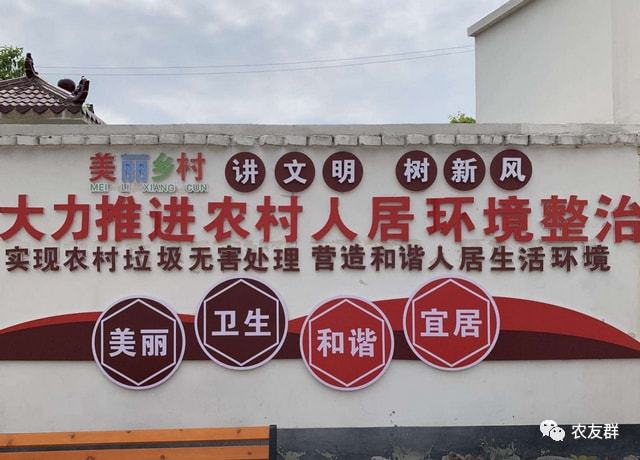 美丽乡村 讲文明 树新风
MEI LI XIANG CUN
大力推进农村人居环境整治
实现农村垃圾无害处理 营造和谐人居生活环境
美丽 卫生 和谐 宜居
农友群